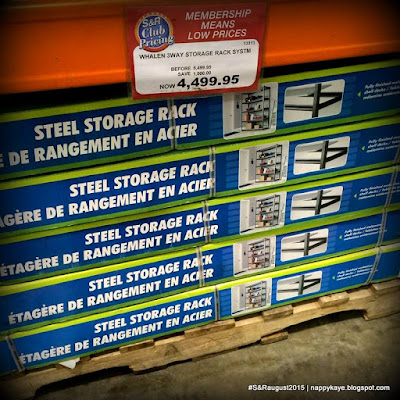 S&R
Club
Pricing
MEMBERSHIP
MEANS
LOW PRICES
WHALEN 3WAY STORAGE RACK SYSTM
BEFORE 5,499.95
SAVE 1,000.00
NOW 4,499.95
STEEL STORAGE RACK
ÉTAGÈRE DE RANGEMENT EN ACIER
STEEL STORAGE RACK
ÉTAGÈRE DE RANGEMENT EN ACIER
STEEL STORAGE RACK
ÉTAGÈRE DE RANGEMENT EN ACIER
STEEL STORAGE RACK
ÉTAGÈRE DE RANGEMENT EN ACIER
STEEL STORAGE RACK
ÉTAGÈRE DE RANGEMENT EN ACIER
#S&Raugust2015 | nappykaye.blogspot.com